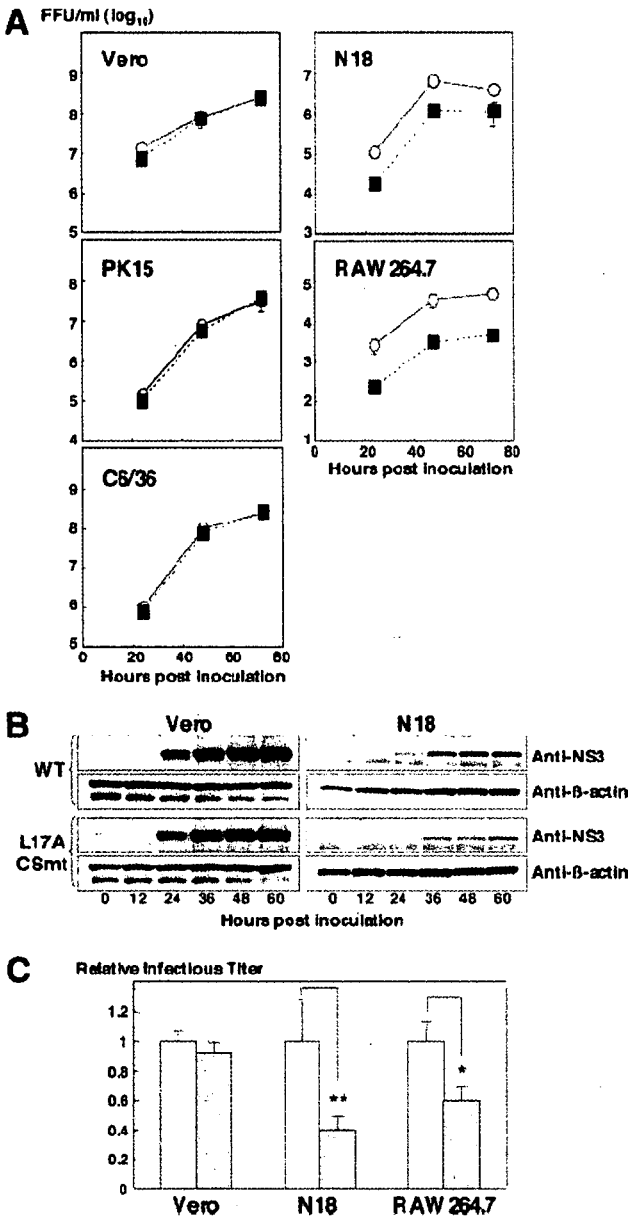 A
FFU/ml (log₁₀)
Vero
9
8
7
6
5
N18
7
6
5
4
3
PK15
8
7
6
5
4
RAW 264.7
5
4
3
2
1
0 20 40 60 80
Hours post inoculation
C6/36
9
8
7
6
5
0 20 40 60 80
Hours post inoculation
B
Vero N18
WT
Anti-NS3
Anti-β-actin
L17A
CSmt
Anti-NS3
Anti-β-actin
0 12 24 36 48 60 0 12 24 36 48 60
Hours post inoculation
C
Relative Infectious Titer
1.2
1
0.8
0.6
0.4
0.2
0
** *
Vero N18 RAW 264.7